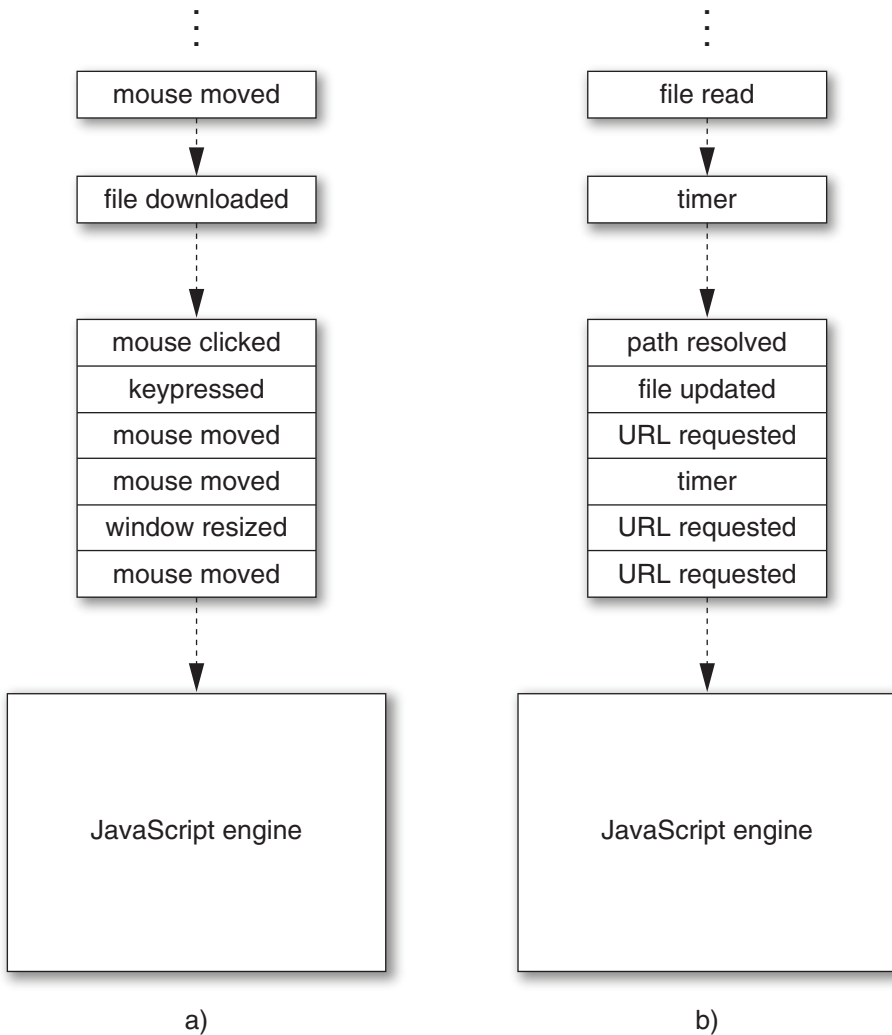 mouse moved
file downloaded
mouse clicked
keypressed
mouse moved
mouse moved
window resized
mouse moved
JavaScript engine
a)
file read
timer
path resolved
file updated
URL requested
timer
URL requested
URL requested
JavaScript engine
b)